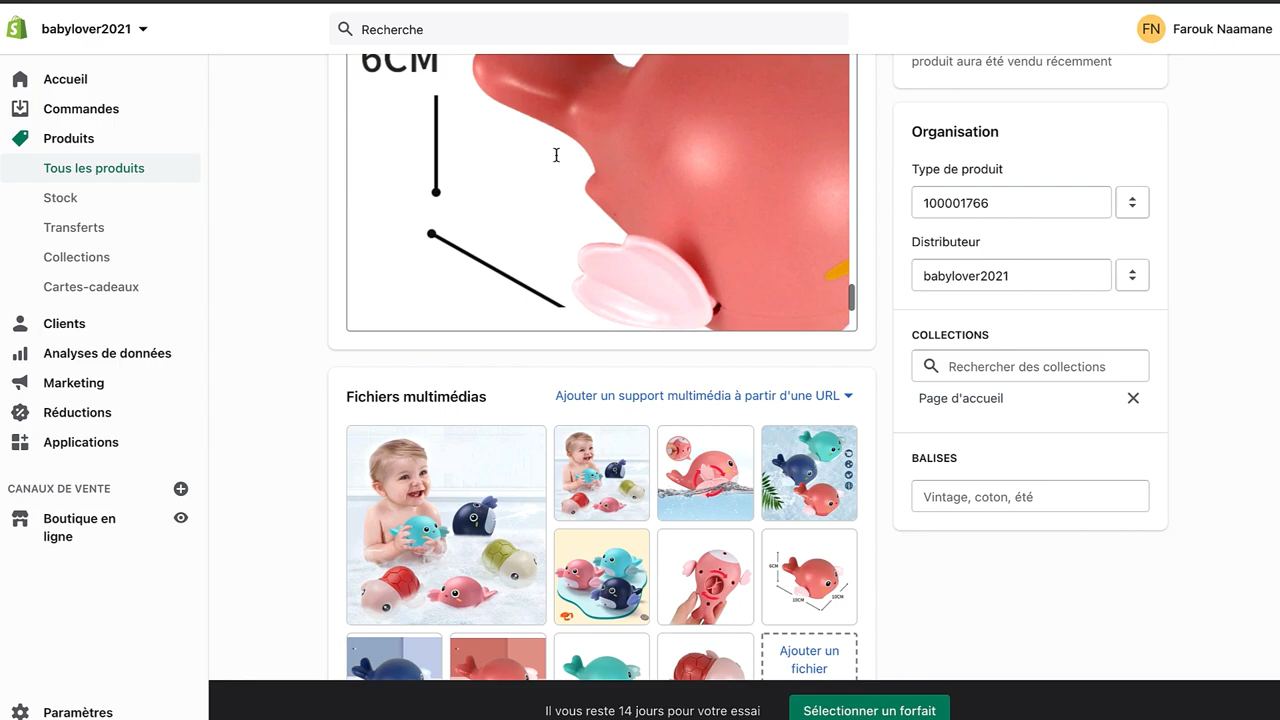 babylover2021
Recherche
FN
Farouk Naamane
Accueil
Commandes
Produits
Tous les produits
Stock
Transferts
Collections
Cartes-cadeaux
Clients
Analyses de données
Marketing
Réductions
Applications
CANAUX DE VENTE
Boutique en
ligne
Paramètres
6CM
Fichiers multimédias
Ajouter un support multimédia à partir d'une URL
6CM
10CM
10CM
Ajouter un
fichier
produit aura été vendu récemment
Organisation
Type de produit
100001766
Distributeur
babylover2021
COLLECTIONS
Rechercher des collections
Page d'accueil
BALISES
Vintage, coton, été
Il vous reste 14 jours pour votre essai
Sélectionner un forfait